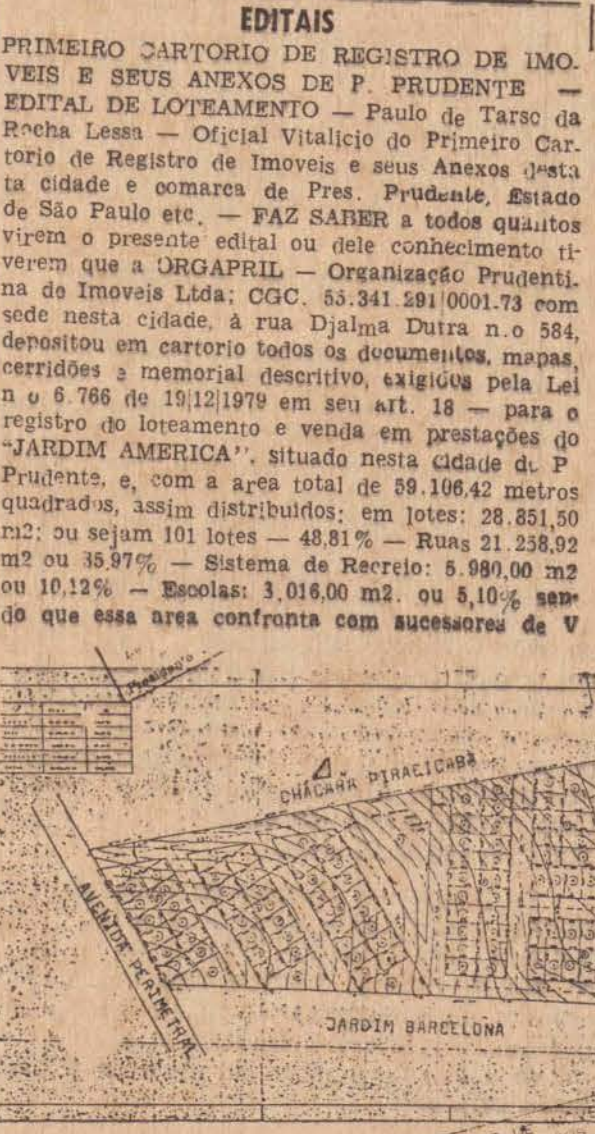 EDITAIS
PRIMEIRO CARTORIO DE REGISTRO DE IMO-
VEIS E SEUS ANEXOS DE P. PRUDENTE —
EDITAL DE LOTEAMENTO — Paulo de Tarso da
Rocha Lessa — Oficial Vitalicio do Primeiro Car-
torio de Registro de Imoveis e seus Anexos desta
ta cidade e comarca de Pres. Prudente, Estado
de São Paulo etc. — FAZ SABER a todos quantos
virem o presente edital ou dele conhecimento ti-
verem que a ORGAPRIL — Organização Prudenti-
na de Imoveis Ltda; CGC. 55.341.291|0001.73 com
sede nesta cidade, à rua Djalma Dutra n.o 584,
depositou em cartorio todos os documentos, mapas,
cerridões e memorial descritivo, exigidos pela Lei
n o 6.766 de 19|12|1979 em seu art. 18 — para o
registro do loteamento e venda em prestações do
"JARDIM AMERICA", situado nesta cidade de P
Prudente, e, com a area total de 59.106,42 metros
quadrados, assim distribuidos: em lotes: 28.851,50
m2; ou sejam 101 lotes — 48,81% — Ruas 21.258,92
m2 ou 35,97% — Sistema de Recreio: 5.980,00 m2
ou 10,12% — Escolas: 3.016,00 m2. ou 5,10% sen-
do que essa area confronta com sucessores de V
CHÁCARA PIRACICABA
AVENIDA PERIMETRAL
JARDIM BARCELONA